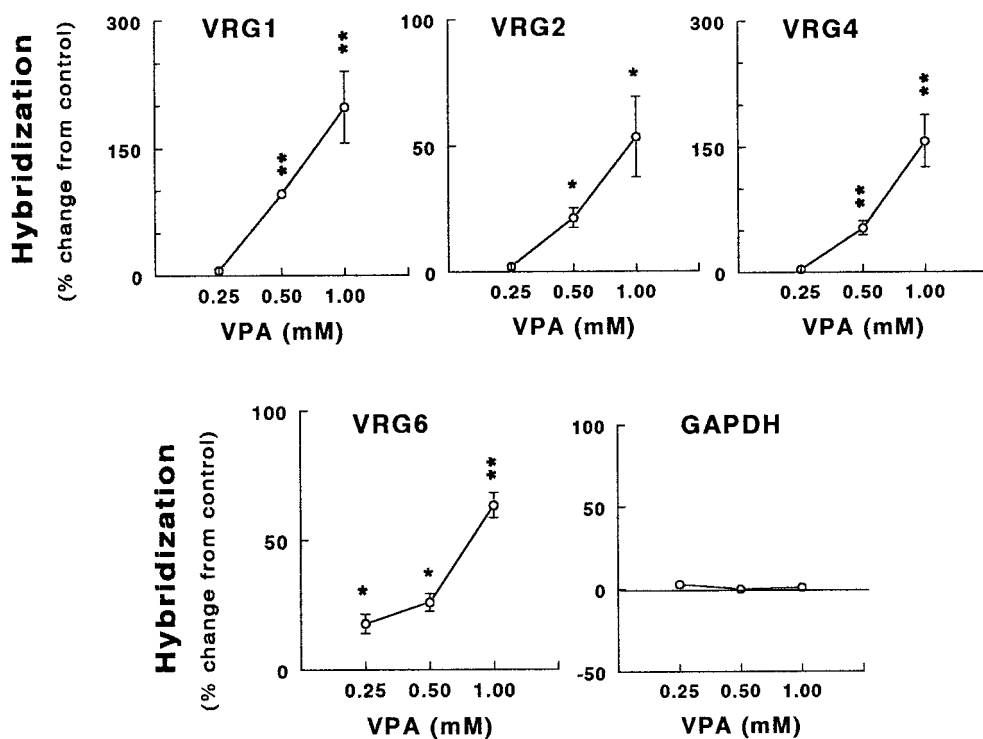 VRG1
VRG2
VRG4
Hybridization
(% change from control)
300
150
0
**
**
0.25 0.50 1.00
VPA (mM)
100
50
0
*
*
0.25 0.50 1.00
VPA (mM)
300
150
0
**
**
0.25 0.50 1.00
VPA (mM)
VRG6
GAPDH
Hybridization
(% change from control)
100
50
0
*
*
**
0.25 0.50 1.00
VPA (mM)
100
50
0
-50
0.25 0.50 1.00
VPA (mM)